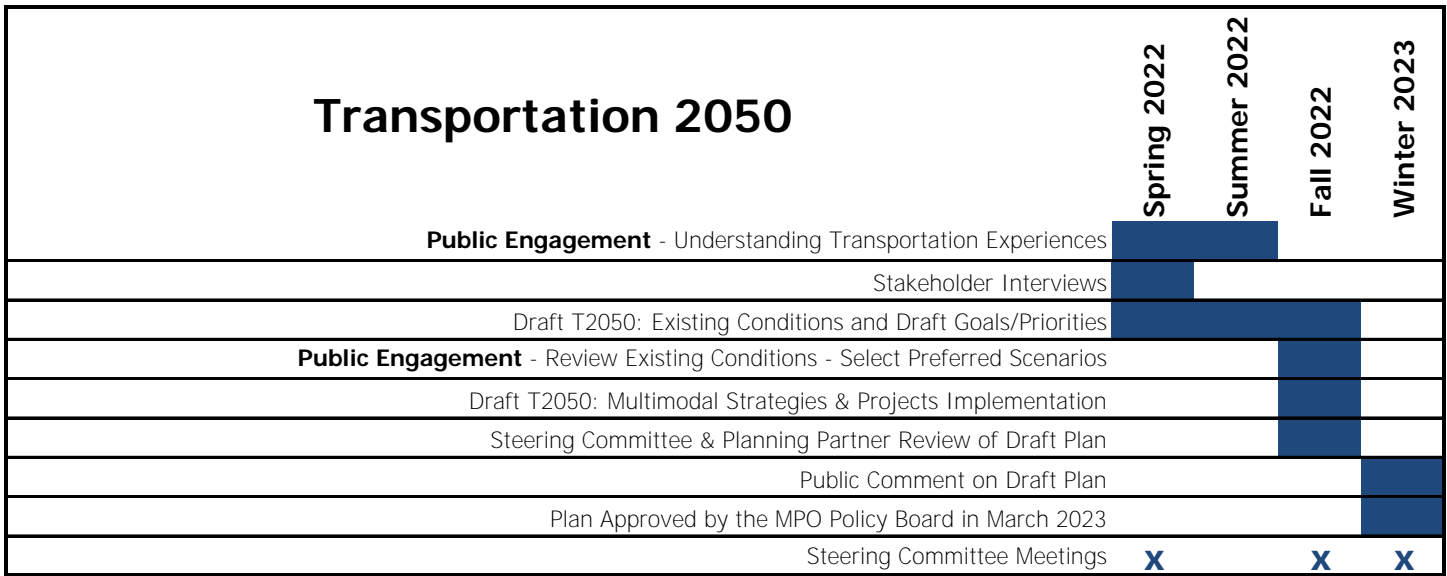 Transportation 2050
Spring 2022
Summer 2022
Fall 2022
Winter 2023
Public Engagement - Understanding Transportation Experiences
Stakeholder Interviews
Draft T2050: Existing Conditions and Draft Goals/Priorities
Public Engagement - Review Existing Conditions - Select Preferred Scenarios
Draft T2050: Multimodal Strategies & Projects Implementation
Steering Committee & Planning Partner Review of Draft Plan
Public Comment on Draft Plan
Plan Approved by the MPO Policy Board in March 2023
Steering Committee Meetings X X X